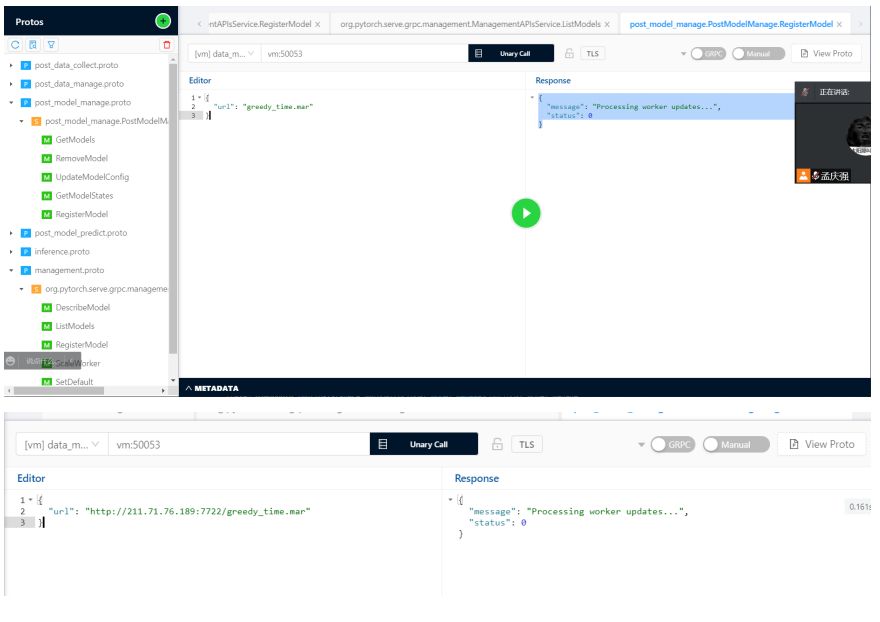 Protos
ntAPIsService.RegisterModel ×
org.pytorch.serve.grpc.management.ManagementAPIsService.ListModels ×
post_model_manage.PostModelManage.RegisterModel ×
[vm] data_m...
vm:50053
Unary Call
TLS
GRPC
Manual
View Proto
post_data_collect.proto
post_data_manage.proto
post_model_manage.proto
post_model_manage.PostModelM
GetModels
RemoveModel
UpdateModelConfig
GetModelStates
RegisterModel
post_model_predict.proto
inference.proto
management.proto
org.pytorch.serve.grpc.manageme
DescribeModel
ListModels
RegisterModel
ScaleWorker
SetDefault
Editor
1 {
2 "url": "greedy_time.mar"
3 }
Response
{
"message": "Processing worker updates...",
"status": 0
}
正在讲话:
孟庆强
METADATA
[vm] data_m...
vm:50053
Unary Call
TLS
GRPC
Manual
View Proto
Editor
1 {
2 "url": "http://211.71.76.189:7722/greedy_time.mar"
3 }
Response
{
"message": "Processing worker updates...",
"status": 0
}
0.161s